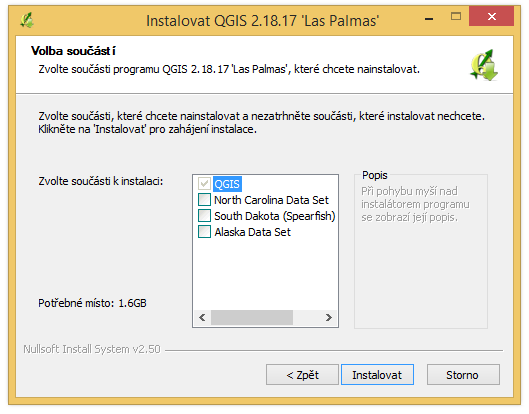 Instalovat QGIS 2.18.17 'Las Palmas'
Volba součástí
Zvolte součásti programu QGIS 2.18.17 'Las Palmas', které chcete nainstalovat.
Zvolte součásti, které chcete nainstalovat a nezatrhněte součásti, které instalovat nechcete.
Klikněte na 'Instalovat' pro zahájení instalace.
Zvolte součásti k instalaci:
QGIS
North Carolina Data Set
South Dakota (Spearfish)
Alaska Data Set
Popis
Při pohybu myší nad
instalátorem programu
se zobrazí její popis.
Potřebné místo: 1.6GB
Nullsoft Install System v2.50
< Zpět
Instalovat
Storno